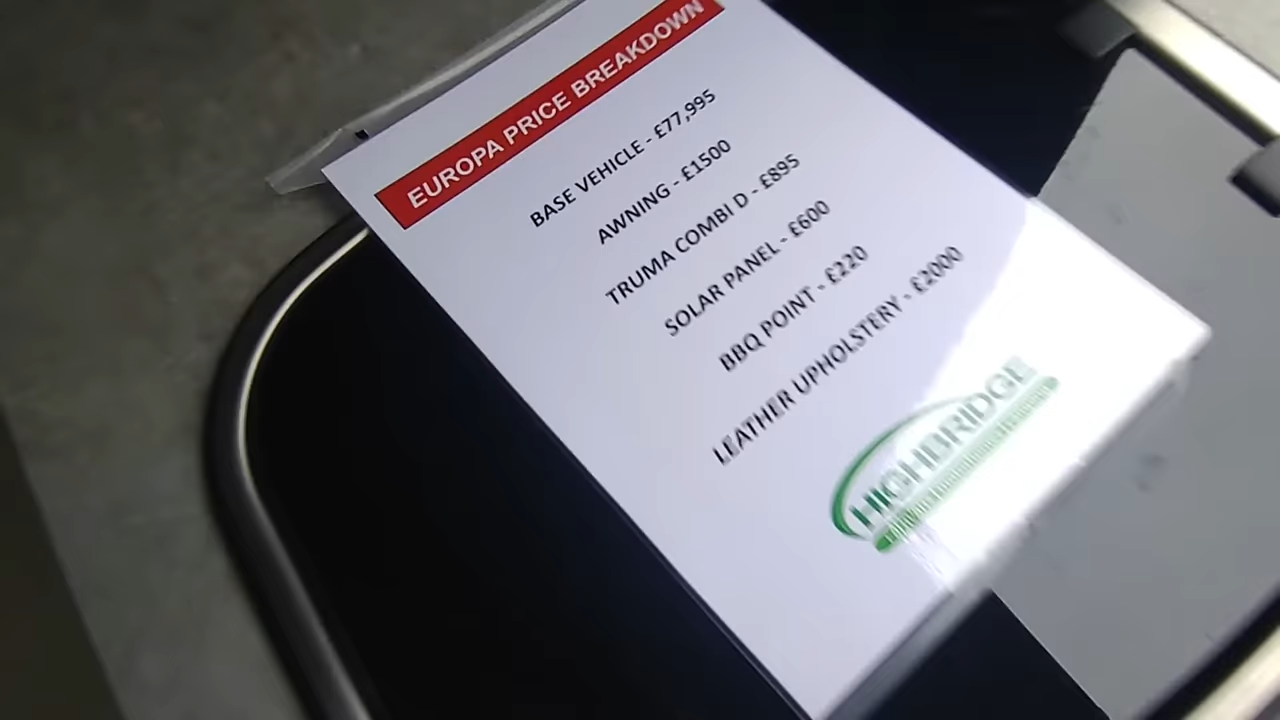 EUROPA PRICE BREAKDOWN
BASE VEHICLE - £77,995
AWNING - £1500
TRUMA COMBI D - £895
SOLAR PANEL - £600
BBQ POINT - £220
LEATHER UPHOLSTERY - £2000
HIGHBRIDGE